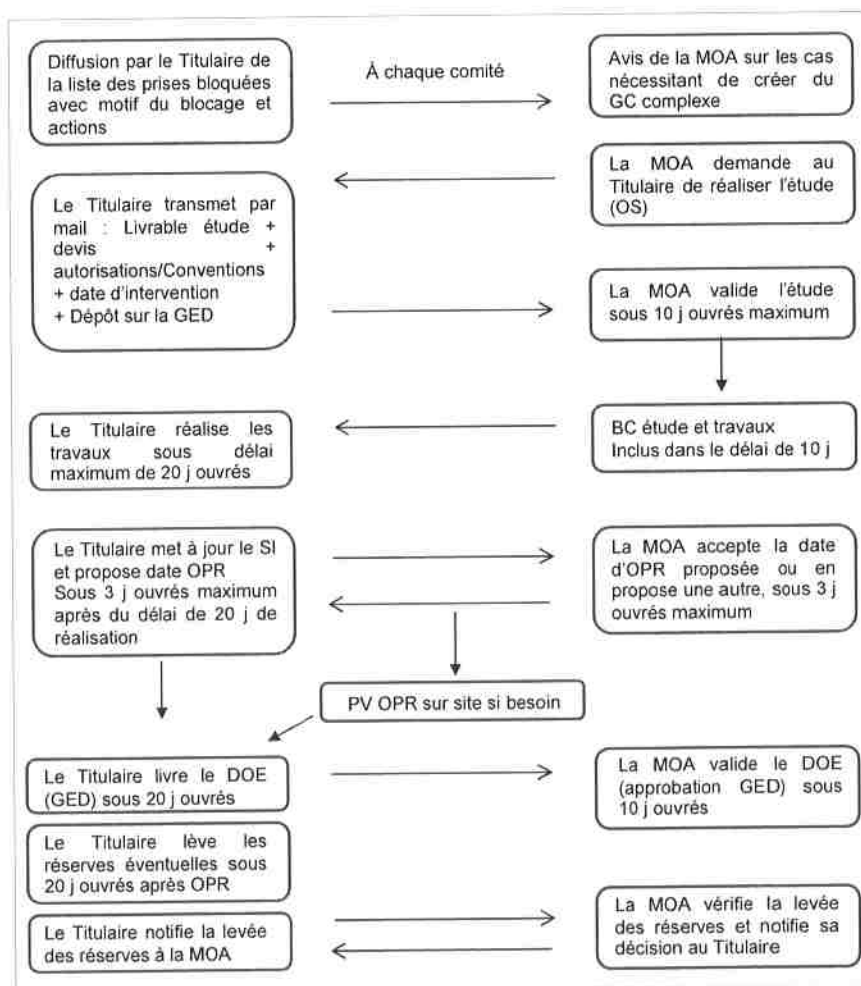 Diffusion par le Titulaire de
la liste des prises bloquées
avec motif du blocage et
actions
À chaque comité
Avis de la MOA sur les cas
nécessitant de créer du
GC complexe
La MOA demande au
Titulaire de réaliser l'étude
(OS)
Le Titulaire transmet par
mail : Livrable étude +
devis +
autorisations/Conventions
+ date d'intervention
+ Dépôt sur la GED
La MOA valide l'étude
sous 10 j ouvrés maximum
BC étude et travaux
Inclus dans le délai de 10 j
Le Titulaire réalise les
travaux sous délai
maximum de 20 j ouvrés
Le Titulaire met à jour le SI
et propose date OPR
Sous 3 j ouvrés maximum
après du délai de 20 j de
réalisation
La MOA accepte la date
d'OPR proposée ou en
propose une autre, sous 3 j
ouvrés maximum
PV OPR sur site si besoin
Le Titulaire livre le DOE
(GED) sous 20 j ouvrés
La MOA valide le DOE
(approbation GED) sous
10 j ouvrés
Le Titulaire lève les
réserves éventuelles sous
20 j ouvrés après OPR
Le Titulaire notifie la levée
des réserves à la MOA
La MOA vérifie la levée
des réserves et notifie sa
décision au Titulaire